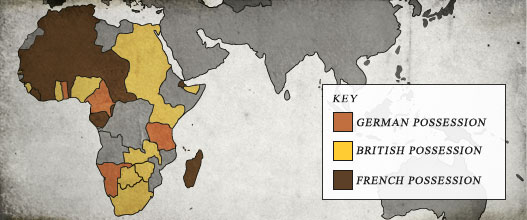 KEY
GERMAN POSSESSION
BRITISH POSSESSION
FRENCH POSSESSION